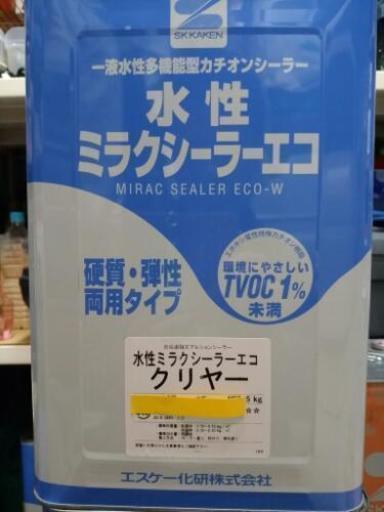 SK KAKEN
一液水性多機能型カチオンシーラー
水性
ミラクシーラーエコ
MIRAC SEALER ECO-W
硬質・弾性
両用タイプ
環境にやさしい
TVOC 1%
未満
水性ミラクシーラーエコ
クリヤー
5 kg
エスケー化研株式会社